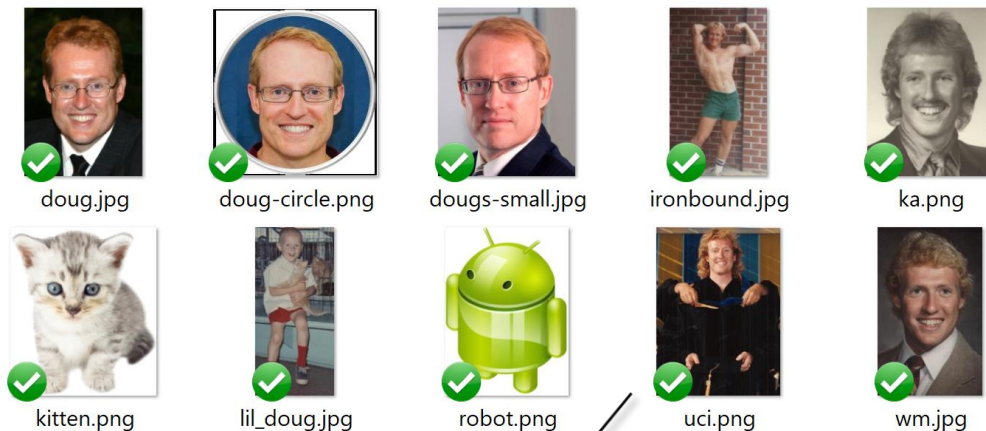 doug.jpg
doug-circle.png
dougs-small.jpg
ironbound.jpg
ka.png
kitten.png
lil_doug.jpg
robot.png
uci.png
wm.jpg